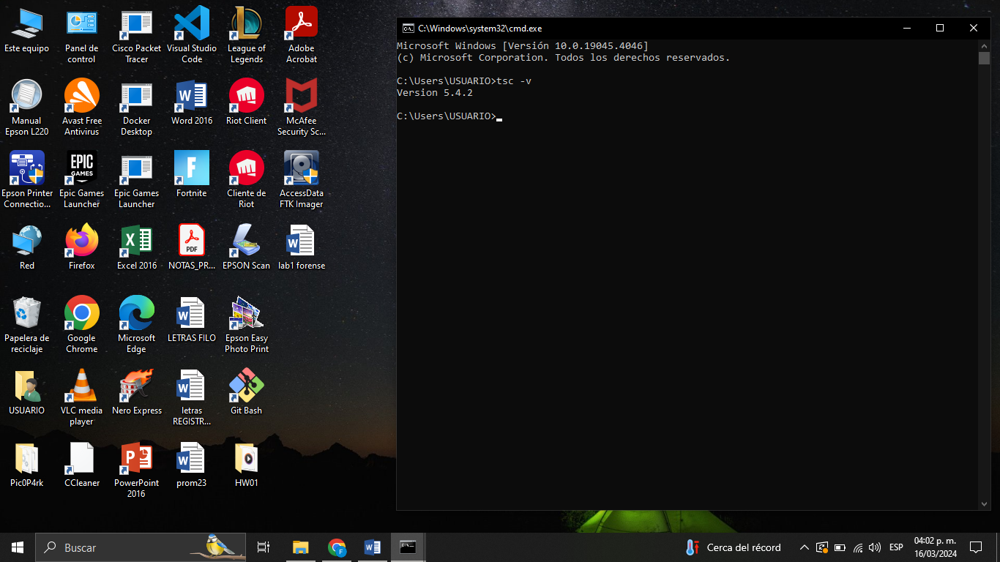 Este equipo
Panel de
control
Cisco Packet
Tracer
Visual Studio
Code
League of
Legends
Adobe
Acrobat
Manual
Epson L220
Avast Free
Antivirus
Docker
Desktop
Word 2016
Riot Client
McAfee
Security Sc...
Epson Printer
Connectio...
EPIC
GAMES
Epic Games
Launcher
Epic Games
Launcher
Fortnite
Cliente de
Riot
AccessData
FTK Imager
Red
Firefox
Excel 2016
PDF
NOTAS_PR...
EPSON Scan
lab1 forense
Papelera de
reciclaje
Google
Chrome
Microsoft
Edge
LETRAS FILO
Epson Easy
Photo Print
USUARIO
VLC media
player
Nero Express
letras
REGISTR...
Git Bash
Pic0P4rk
CCleaner
PowerPoint
2016
prom23
HW01
C:\Windows\system32\cmd.exe
Microsoft Windows [Versión 10.0.19045.4046]
(c) Microsoft Corporation. Todos los derechos reservados.
C:\Users\USUARIO>tsc -v
Version 5.4.2
C:\Users\USUARIO>
Buscar
Cerca del récord
ESP
04:02 p. m.
16/03/2024